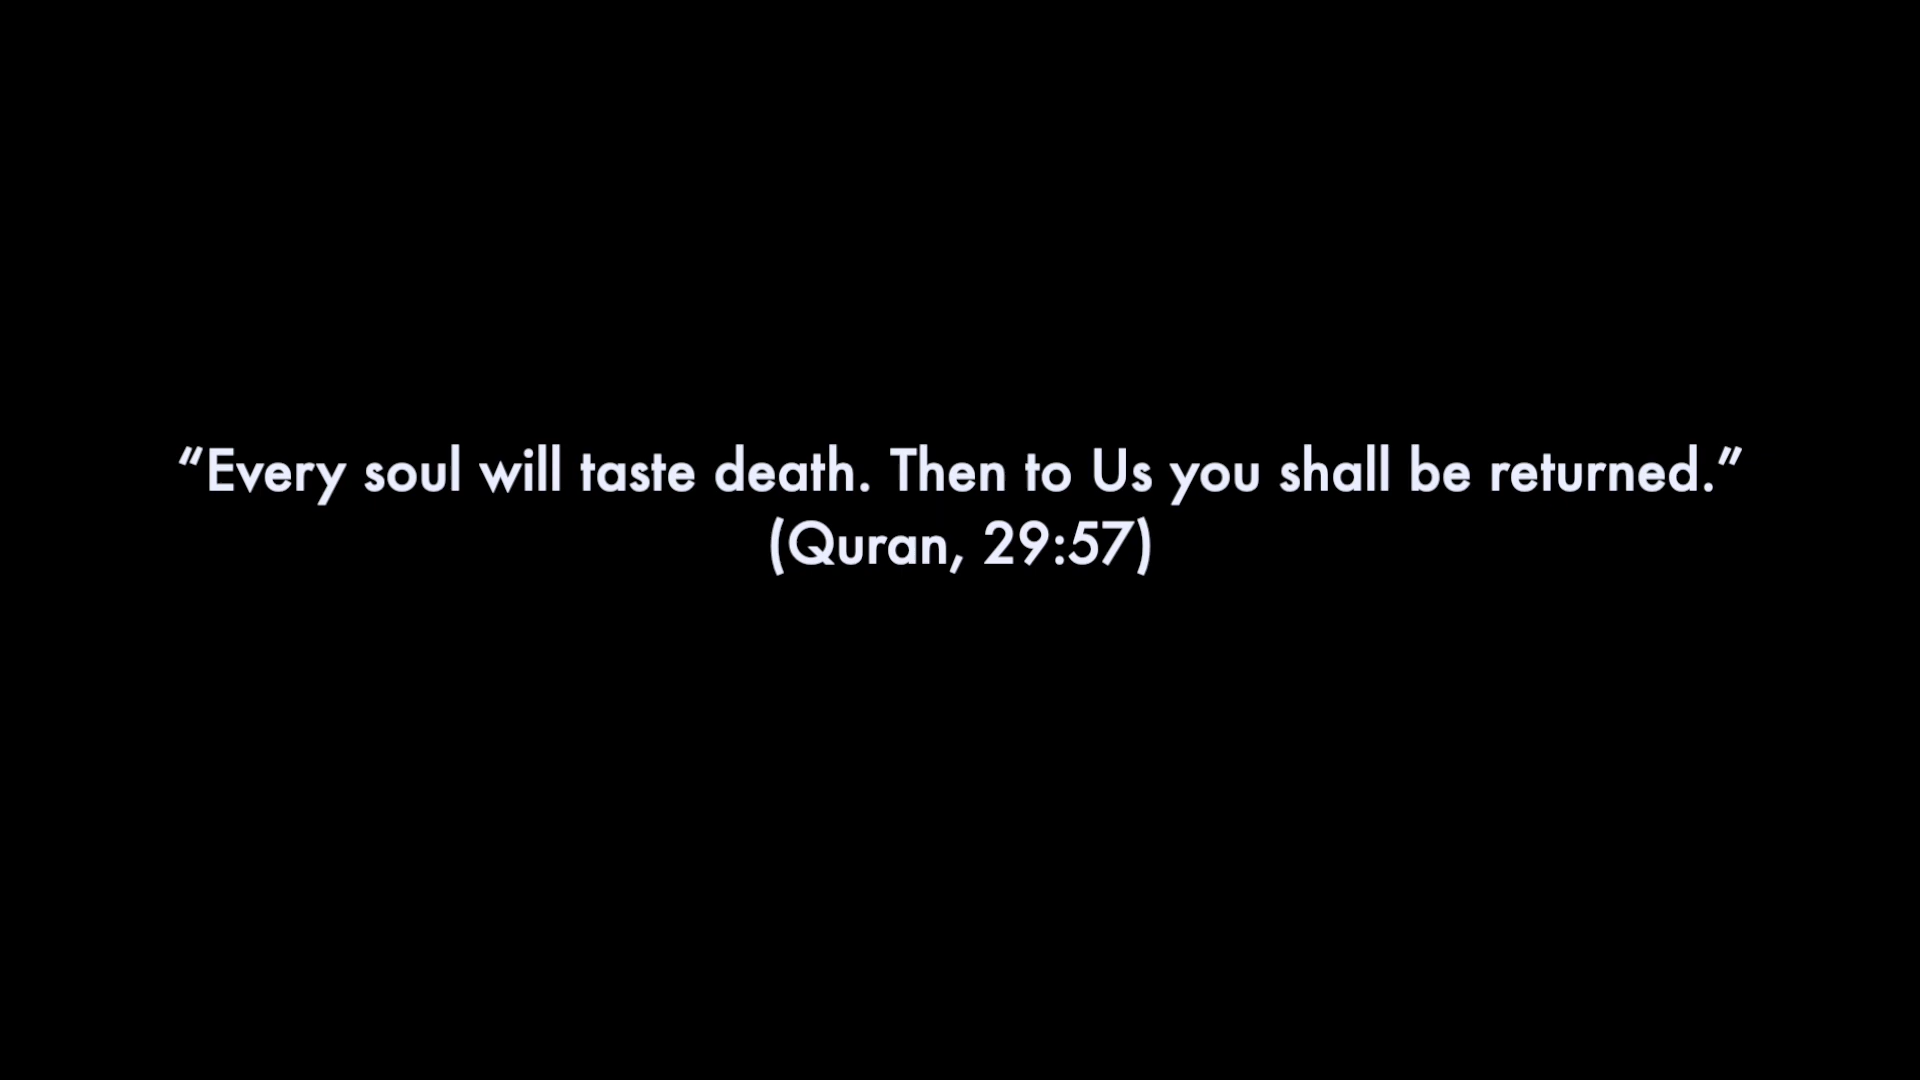 “Every soul will taste death. Then to Us you shall be returned.”
(Quran, 29:57)